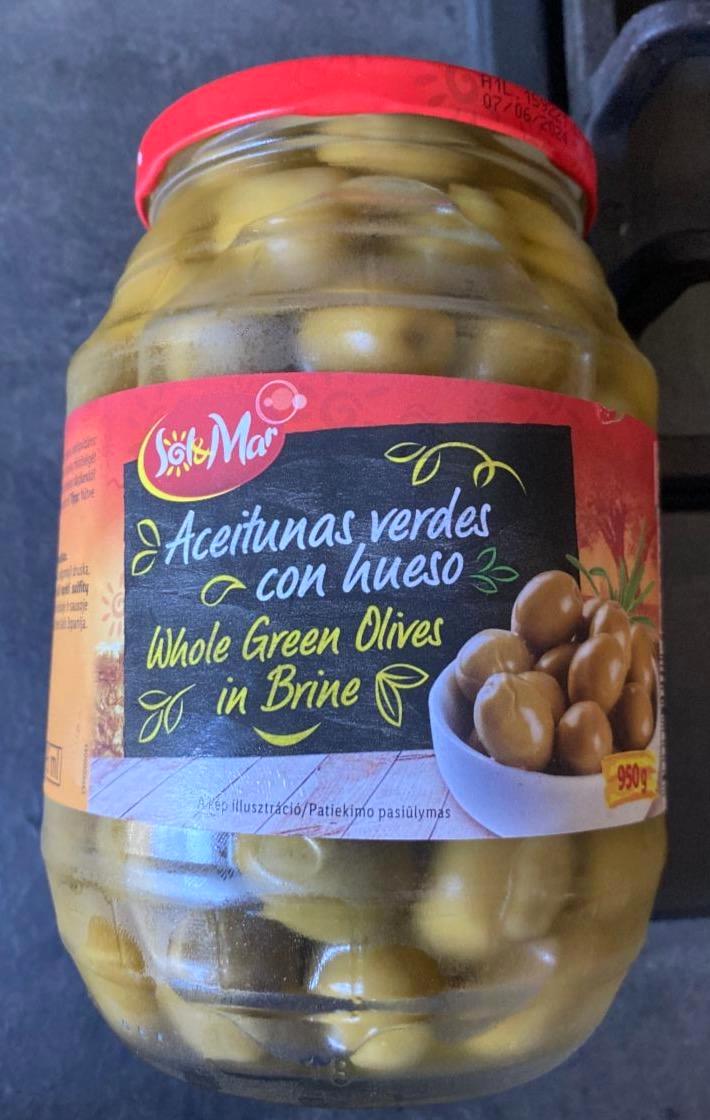 07/06/2024
Sol&Mar
Aceitunas verdes
con hueso
Whole Green Olives
in Brine
950g
A kép illusztráció/Patiekimo pasiūlymas
ml